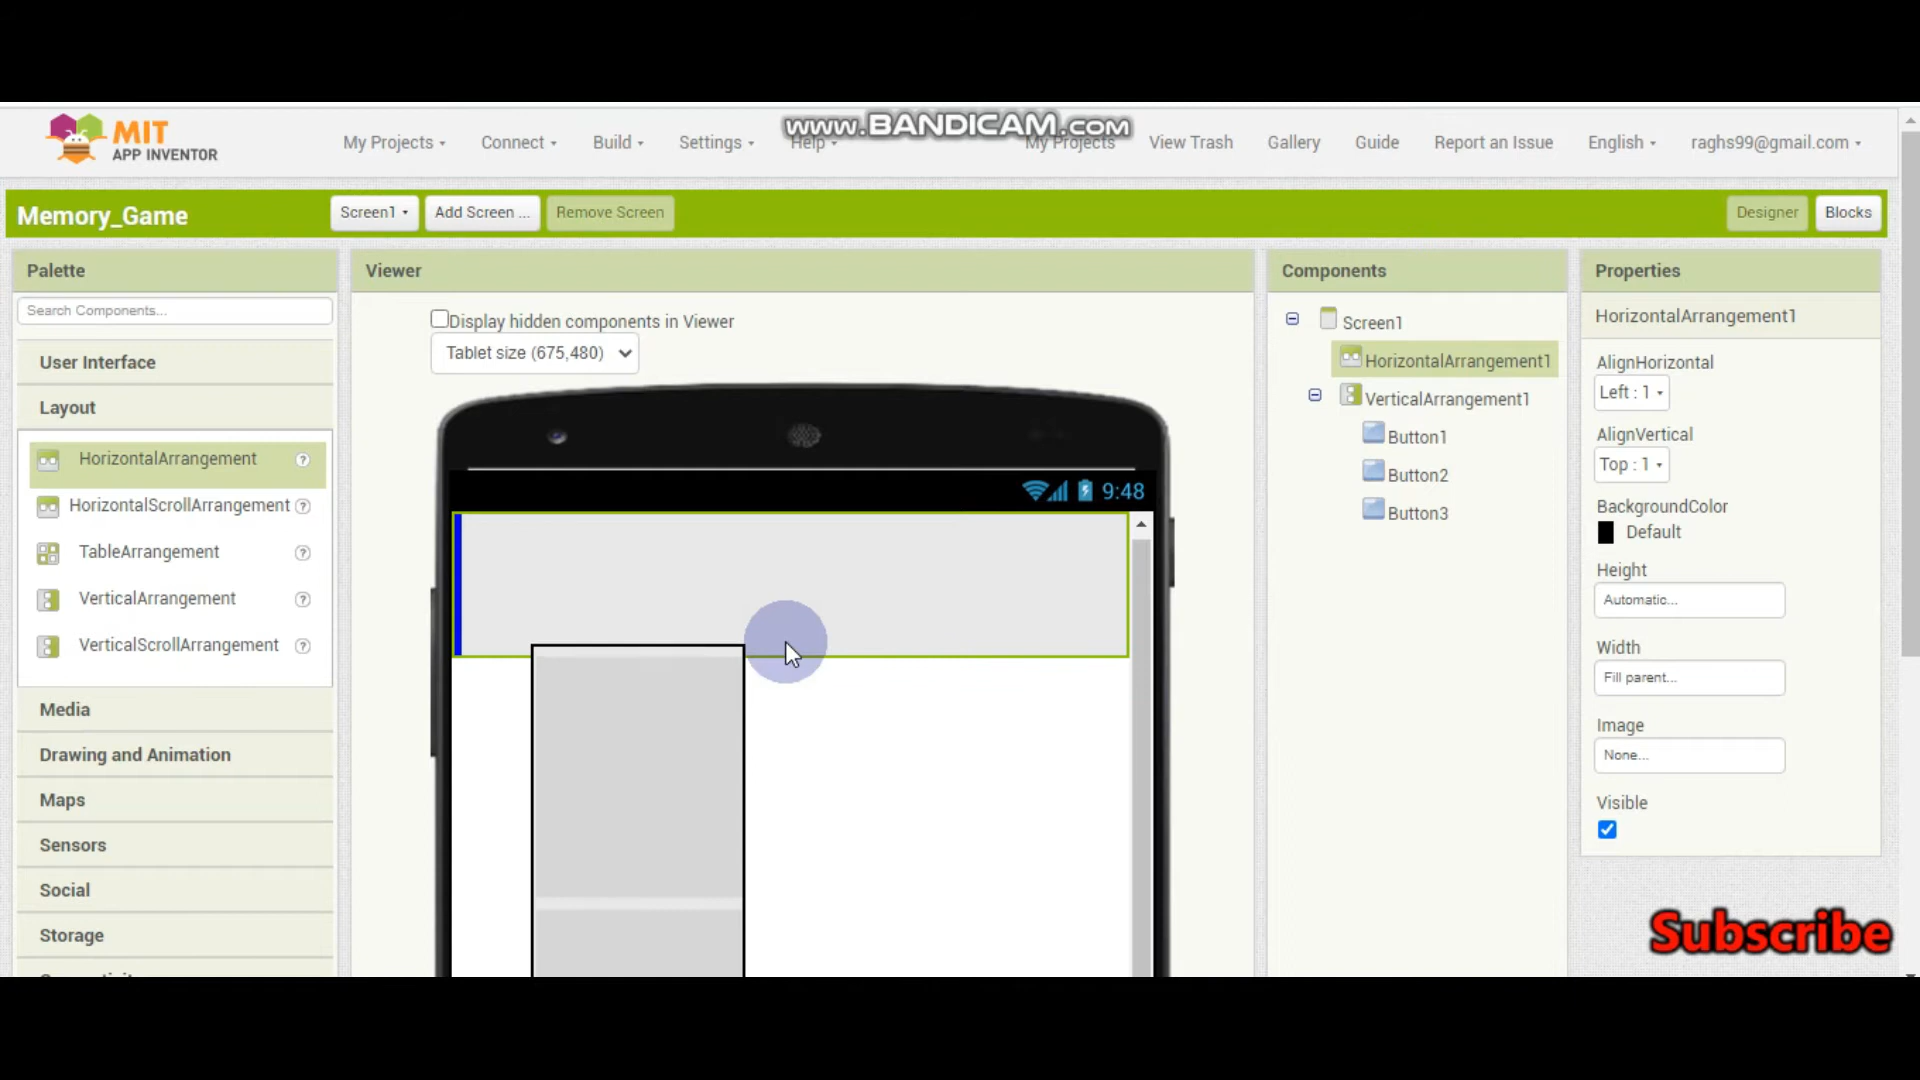 www.BANDICAM.com
MIT
APP INVENTOR
My Projects
Connect
Build
Settings
Help
My Projects
View Trash
Gallery
Guide
Report an Issue
English
raghs99@gmail.com
Memory_Game
Screen1
Add Screen ...
Remove Screen
Designer
Blocks
Palette
Search Components...
User Interface
Layout
HorizontalArrangement
?
HorizontalScrollArrangement
?
TableArrangement
?
VerticalArrangement
?
VerticalScrollArrangement
?
Media
Drawing and Animation
Maps
Sensors
Social
Storage
Viewer
Display hidden components in Viewer
Tablet size (675,480)
9:48
Components
Screen1
HorizontalArrangement1
VerticalArrangement1
Button1
Button2
Button3
Properties
HorizontalArrangement1
AlignHorizontal
Left : 1
AlignVertical
Top : 1
BackgroundColor
Default
Height
Automatic...
Width
Fill parent...
Image
None...
Visible
Subscribe